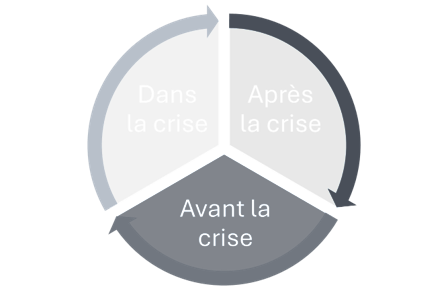 Dans
la crise
Après
la crise
Avant la
crise